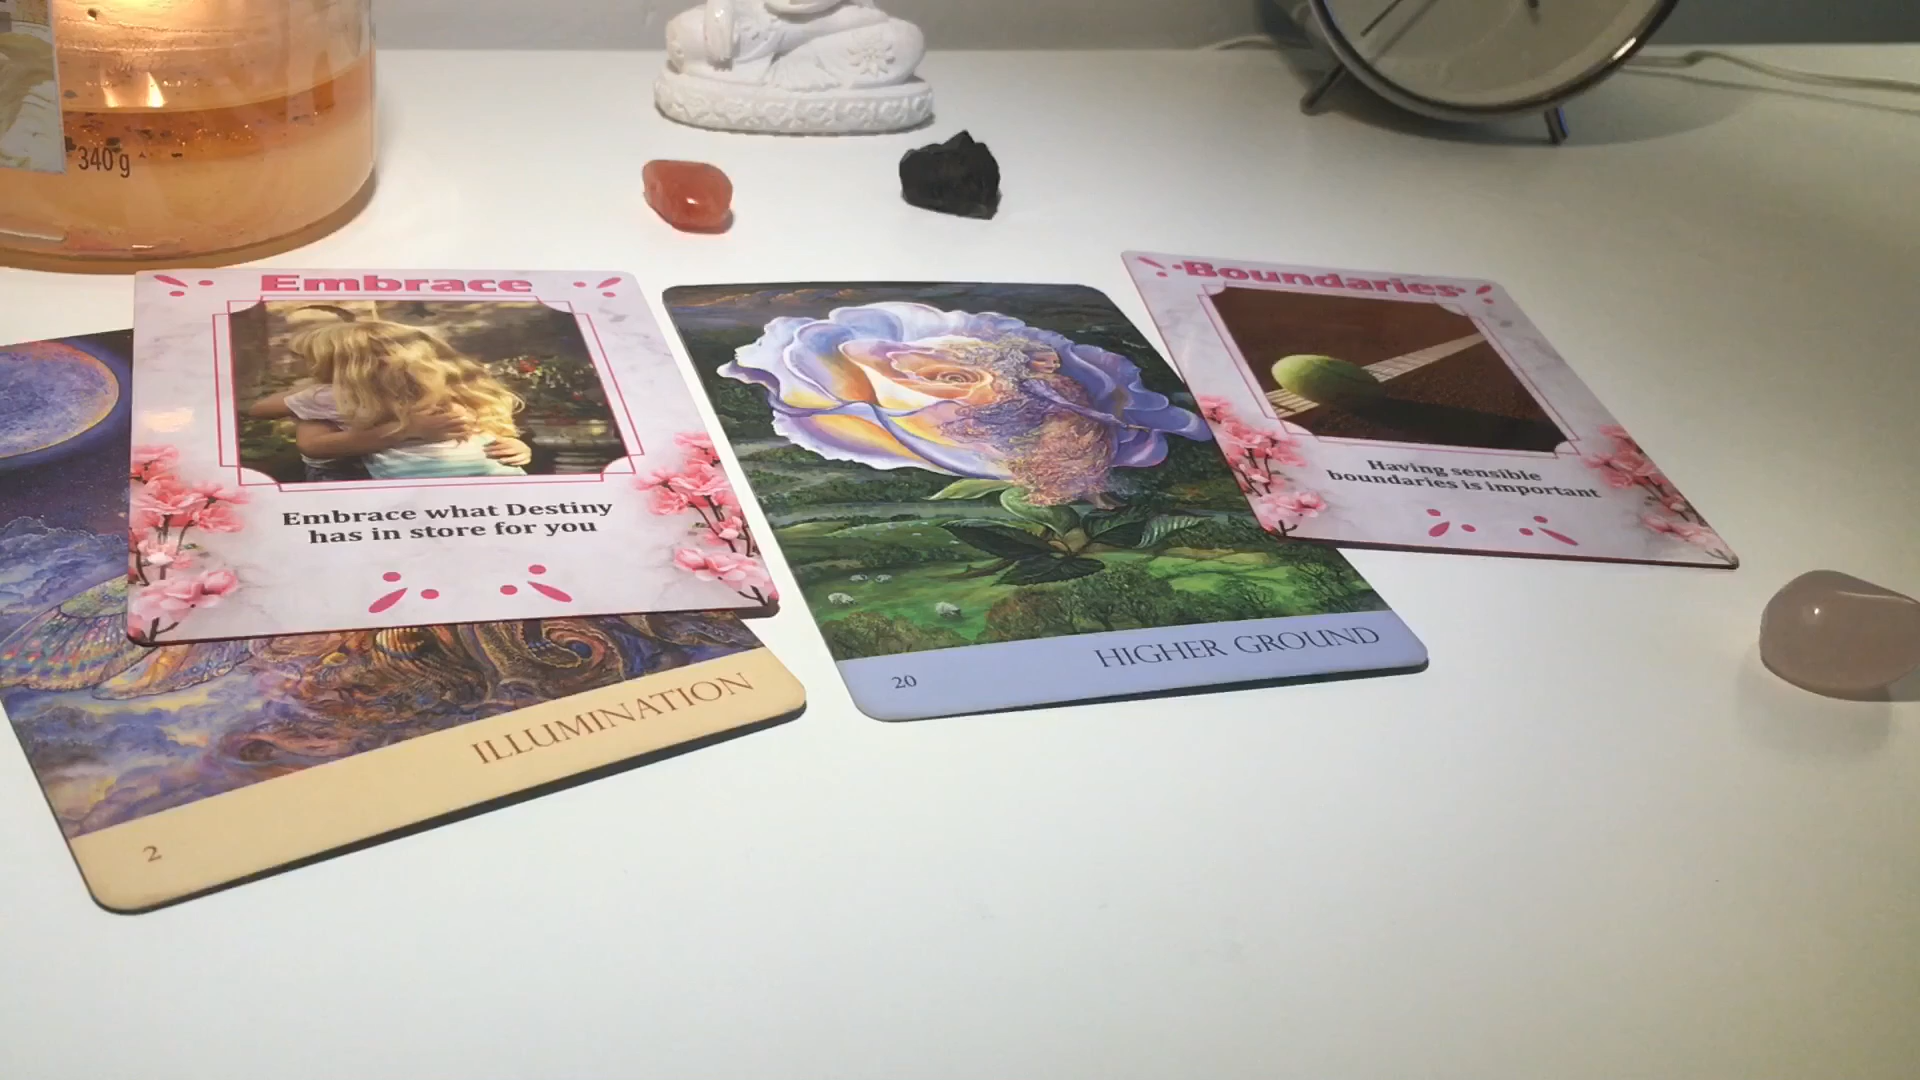 340 g
Embrace
Embrace what Destiny
has in store for you
ILLUMINATION
2
HIGHER GROUND
20
Boundaries
Having sensible
boundaries is important